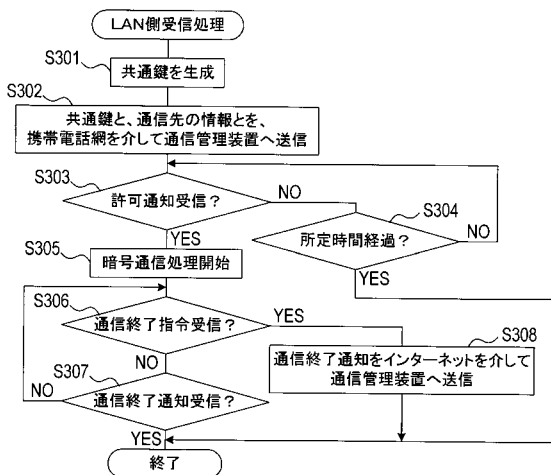 LAN側受信処理
S301
共通鍵を生成
S302
共通鍵と、通信先の情報とを、
携帯電話網を介して通信管理装置へ送信
S303
許可通知受信？
NO
S304
所定時間経過？
NO
YES
YES
S305
暗号通信処理開始
S306
通信終了指令受信？
YES
NO
S308
通信終了通知をインターネットを介して
通信管理装置へ送信
S307
通信終了通知受信？
NO
YES
終了